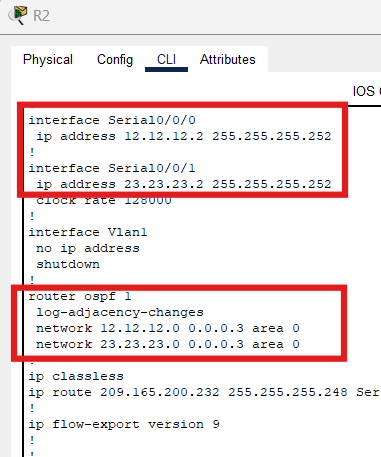 R2
Physical Config CLI Attributes
IOS
interface Serial0/0/0
ip address 12.12.12.2 255.255.255.252
!
interface Serial0/0/1
ip address 23.23.23.2 255.255.255.252
clock rate 128000
!
interface Vlan1
no ip address
shutdown
!
router ospf 1
log-adjacency-changes
network 12.12.12.0 0.0.0.3 area 0
network 23.23.23.0 0.0.0.3 area 0
!
ip classless
ip route 209.165.200.232 255.255.255.248 Ser
!
ip flow-export version 9
!
!